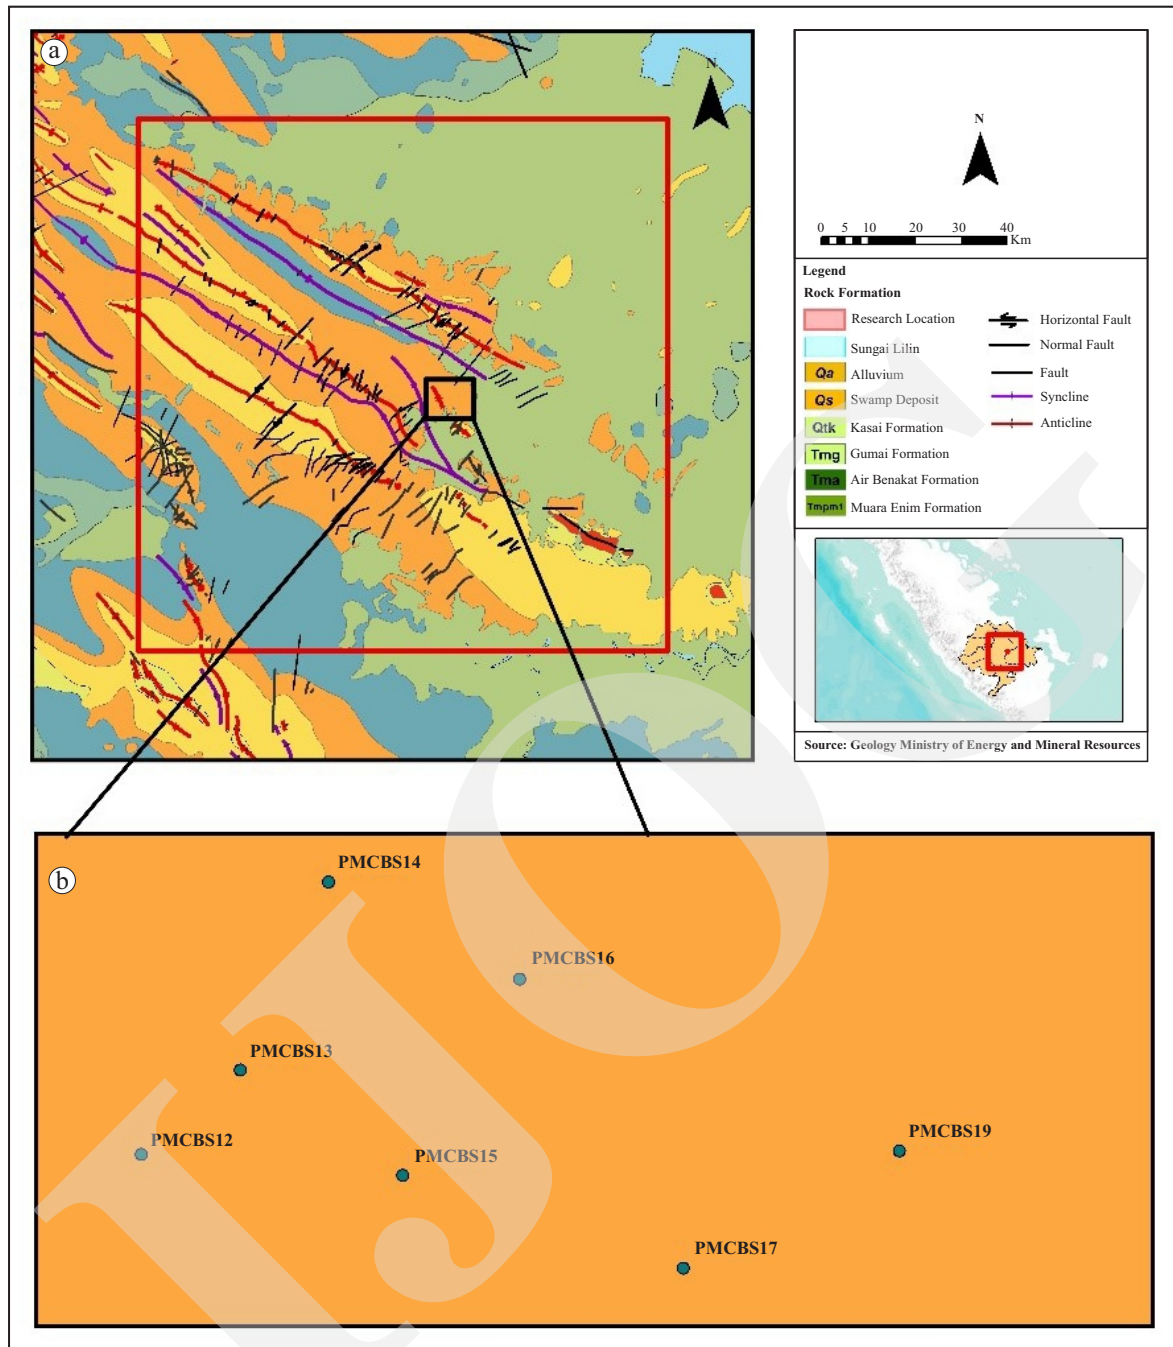 a
N
N
0 5 10 20 30 40
Km
Legend
Rock Formation
Research Location
Sungai Lilin
Qa Alluvium
Qs Swamp Deposit
Qtk Kasai Formation
Tmg Gumai Formation
Tma Air Benakat Formation
Tmpm1 Muara Enim Formation
Horizontal Fault
Normal Fault
Fault
Syncline
Anticline
Source: Geology Ministry of Energy and Mineral Resources
b
PMCBS14
PMCBS16
PMCBS13
PMCBS12
PMCBS15
PMCBS19
PMCBS17
IJOG